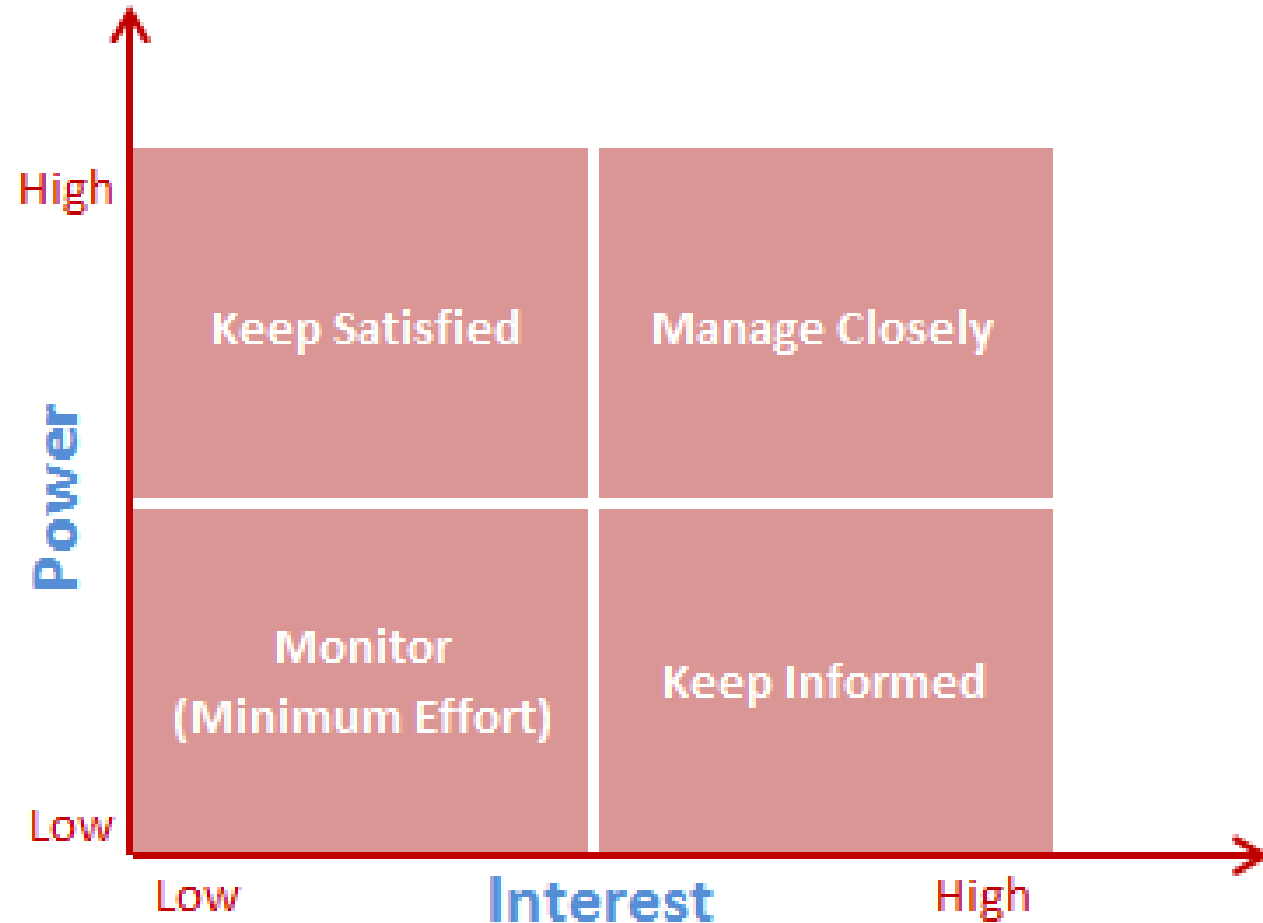 High
Keep Satisfied
Manage Closely
Power
Monitor
(Minimum Effort)
Keep Informed
Low
Low
Interest
High